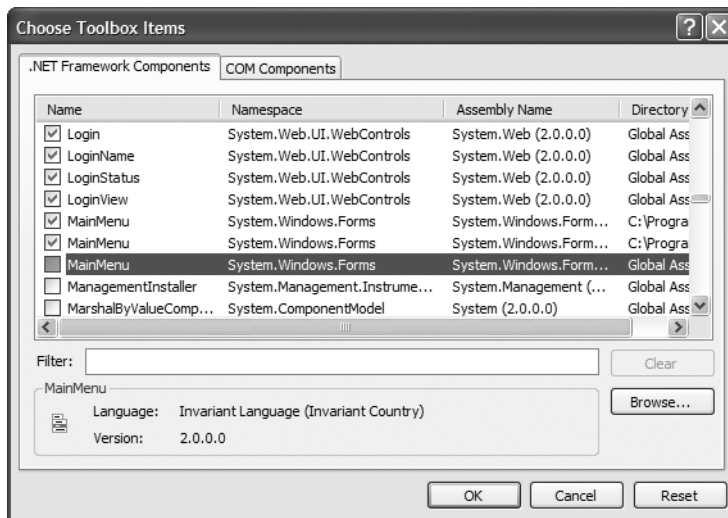 Choose Toolbox Items
.NET Framework Components COM Components
Name Namespace Assembly Name Directory
Login System.Web.UI.WebControls System.Web (2.0.0.0) Global Ass
LoginName System.Web.UI.WebControls System.Web (2.0.0.0) Global Ass
LoginStatus System.Web.UI.WebControls System.Web (2.0.0.0) Global Ass
LoginView System.Web.UI.WebControls System.Web (2.0.0.0) Global Ass
MainMenu System.Windows.Forms System.Windows.Form... C:\Progra
MainMenu System.Windows.Forms System.Windows.Form... C:\Progra
MainMenu System.Windows.Forms System.Windows.Form... Global Ass
ManagementInstaller System.Management.Instrume... System.Management (... Global Ass
MarshalByValueComp... System.ComponentModel System (2.0.0.0) Global Ass
Filter: Clear
MainMenu
Language: Invariant Language (Invariant Country) Browse...
Version: 2.0.0.0
OK Cancel Reset